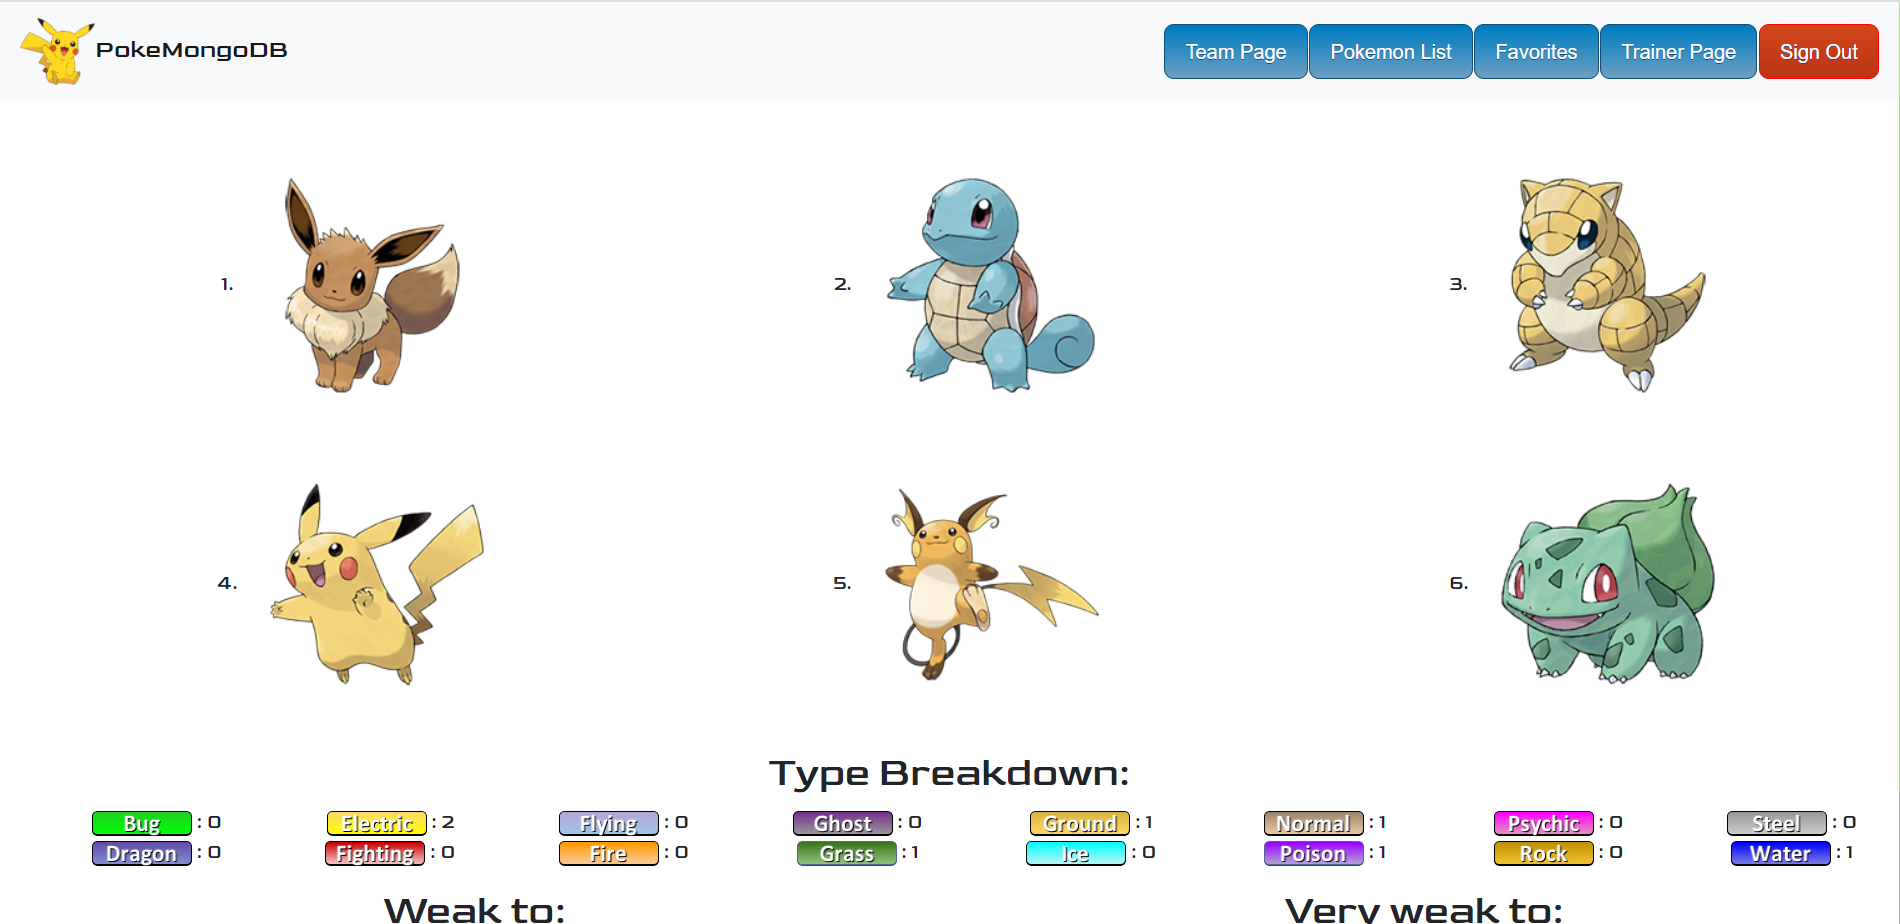 PokeMongoDB
Team Page Pokemon List Favorites Trainer Page Sign Out
1. 2. 3.
4. 5. 6.
Type Breakdown:
Bug : 0 Electric : 2 Flying : 0 Ghost : 0 Ground : 1 Normal : 1 Psychic : 0 Steel : 0
Dragon : 0 Fighting : 0 Fire : 0 Grass : 1 Ice : 0 Poison : 1 Rock : 0 Water : 1
Weak to: Very weak to: